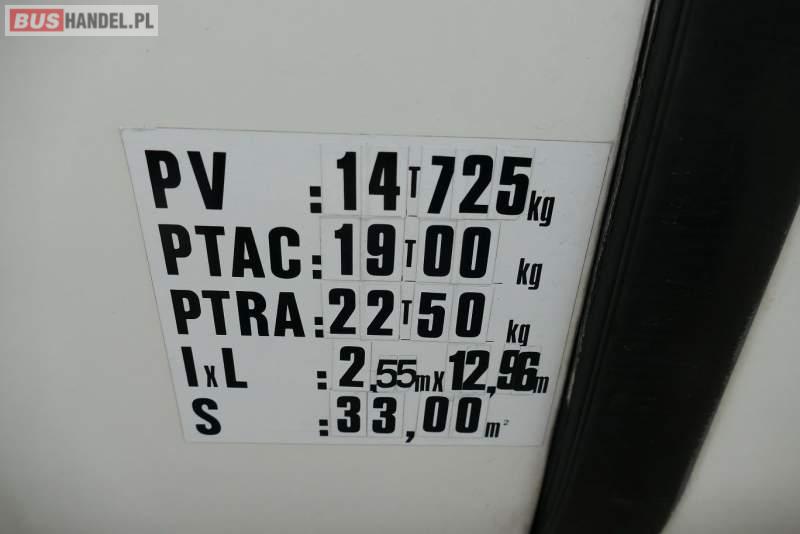 BUSHANDEL.PL
PV : 14T725kg
PTAC: 19T00 kg
PTRA: 22T50 kg
IxL : 2,55mx12,96m
S : 33,00m²